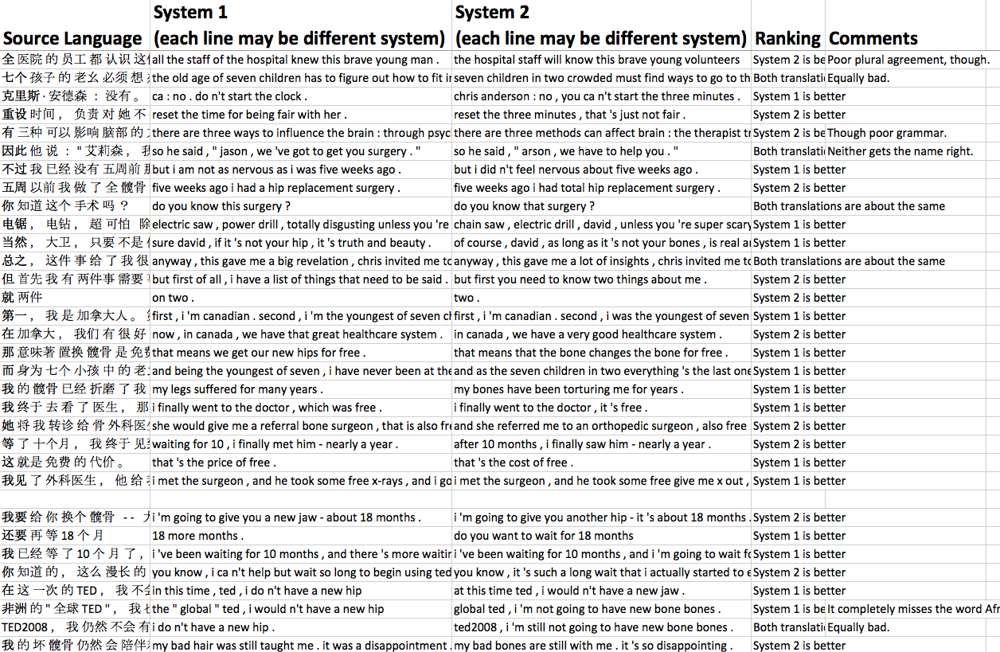 System 1 System 2
Source Language (each line may be different system) (each line may be different system) Ranking Comments
全 医院 的 员工 都 认识 这 all the staff of the hospital knew this brave young man . the hospital staff will know this brave young volunteers System 2 is be Poor plural agreement, though.
七个 孩子 的 老幺 必须 想 the old age of seven children has to figure out how to fit i seven children in two crowded must find ways to go to th Both translati Equally bad.
克里斯·安德森 ： 没有 。 ca : no . do n't start the clock . chris anderson : no , you ca n't start the three minutes . System 1 is better
重设 时间 ， 负责 对 她 不 reset the time for being fair with her . reset the three minutes , that 's just not fair . System 2 is better
有 三种 可以 影响 脑部 的 there are three ways to influence the brain : through psyc there are three methods can affect brain : the therapist tr System 2 is be Though poor grammar.
因此 他 说 ： " 艾莉森 ， 我 so he said , " jason , we 've got to get you surgery . " so he said , " arson , we have to help you . " Both translati Neither gets the name right.
不过 我 已经 没有 五周 前 but i am not as nervous as i was five weeks ago . but i did n't feel nervous about five weeks ago . System 1 is better
五周 以前 我 做 了 全 髋骨 five weeks ago i had a hip replacement surgery . five weeks ago i had total hip replacement surgery . System 2 is better
你 知道 这个 手术 吗 ？ do you know this surgery ? do you know that surgery ? Both translations are about the same
电锯 ， 电钻 ， 超 可怕 除 electric saw , power drill , totally disgusting unless you 're chain saw , electric drill , david , unless you 're super scary System 1 is better
当然 ， 大卫 ， 只要 不是 sure david , if it 's not your hip , it 's truth and beauty . of course , david , as long as it 's not your bones , is real a System 1 is better
总之 ， 这件 事 给 了 我 很 anyway , this gave me a big revelation , chris invited me to anyway , this gave me a lot of insights , chris invited me to Both translations are about the same
但 首先 我 有 两件事 需要 but first of all , i have a list of things that need to be said . but first you need to know two things about me . System 2 is better
就 两件 on two . two . System 2 is better
第一 ， 我 是 加拿大人 。 first , i 'm canadian . second , i 'm the youngest of seven ch first , i 'm canadian . second , i was the youngest of seven System 1 is better
在 加拿大 ， 我们 有 很 好 now , in canada , we have that great healthcare system . in canada , we have a very good healthcare system . System 2 is better
那 意味著 置换 髋骨 是 免费 that means we get our new hips for free . that means that the bone changes the bone for free . System 1 is better
而 身为 七个 小孩 中 的 老 and being the youngest of seven , i have never been at the and as the seven children in two everything 's the last one System 1 is better
我 的 髋骨 已经 折磨 了 我 my legs suffered for many years . my bones have been torturing me for years . System 1 is better
我 终于 去 看 了 医生 ， 那 i finally went to the doctor , which was free . i finally went to the doctor , it 's free . System 1 is better
她 将 我 转诊 给 骨 外科医 she would give me a referral bone surgeon , that is also fre and she referred me to an orthopedic surgeon , also free System 2 is better
等 了 十个月 ， 我 终于 见 waiting for 10 , i finally met him - nearly a year . after 10 months , i finally saw him - nearly a year . System 2 is better
这 就是 免费 的 代价 。 that 's the price of free . that 's the cost of free . System 1 is better
我 见 了 外科医生 ， 他 给 i met the surgeon , and he took some free x-rays , and i go i met the surgeon , and he took some free give me x out , System 1 is better
我要 给 你 换个 髋骨 -- 大 i 'm going to give you a new jaw - about 18 months . i 'm going to give you another hip - it 's about 18 months . System 2 is better
还要 再 等 18 个 月 18 more months . do you want to wait for 18 months System 1 is better
我 已经 等 了 10 个 月 了 ， i 've been waiting for 10 months , and there 's more waitin i 've been waiting for 10 months , and i 'm going to wait fo System 1 is better
你 知道 的 ， 这么 漫长 的 you know , i ca n't help but wait so long to begin using ted you know , it 's such a long wait that i actually started to System 2 is better
在 这 一次 的 TED ， 我 不会 in this time , ted , i do n't have a new hip at this time ted , i would n't have a new jaw . System 1 is better
非洲 的 " 全球 TED " ， 我 也 the " global " ted , i would n't have a new hip global ted , i 'm not going to have new bone bones . System 1 is be It completely misses the word Afr
TED2008 ， 我 仍然 不会 有 i do n't have a new hip . ted2008 , i 'm still not going to have new bone bones . Both translati Equally bad.
我 的 坏 髋骨 仍然 会 陪伴 my bad hair was still taught me . it was a disappointment . my bad bones are still with me . it 's so disappointing . System 2 is better